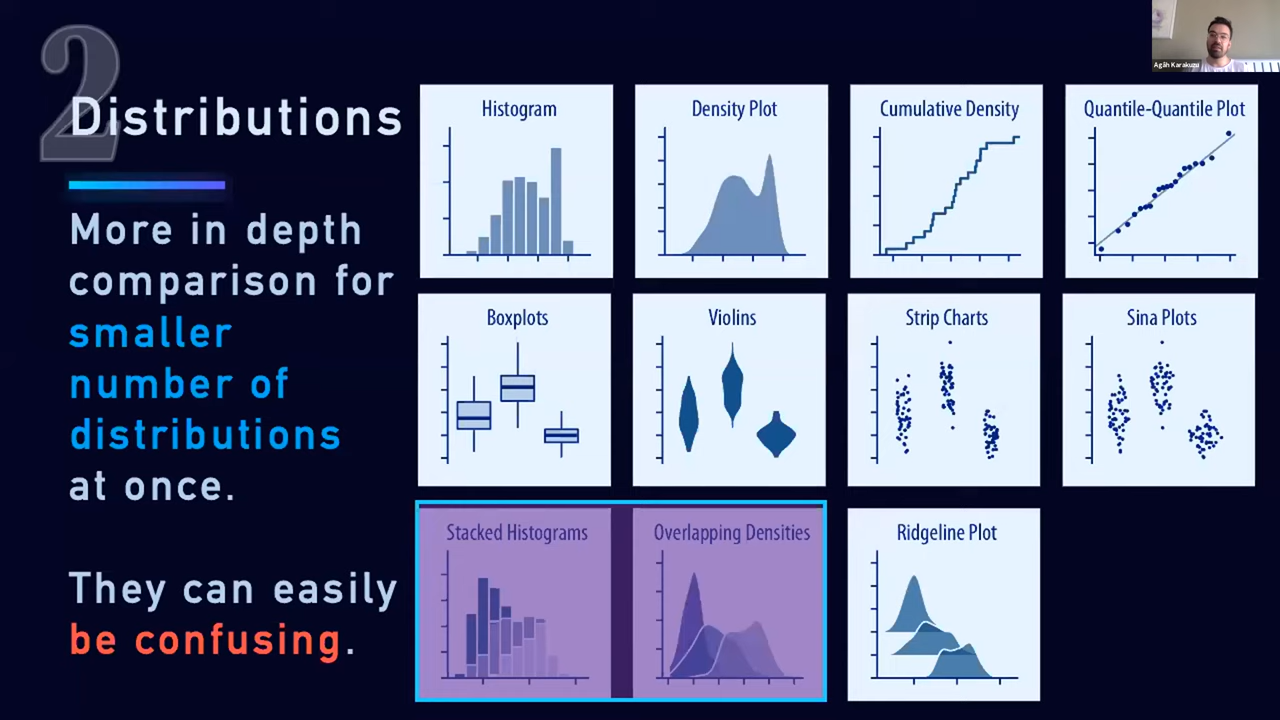 2
Distributions
More in depth
comparison for
smaller
number of
distributions
at once.
They can easily
be confusing.
Histogram
Density Plot
Cumulative Density
Quantile-Quantile Plot
Boxplots
Violins
Strip Charts
Sina Plots
Stacked Histograms
Overlapping Densities
Ridgeline Plot
Agâh Karakuzu